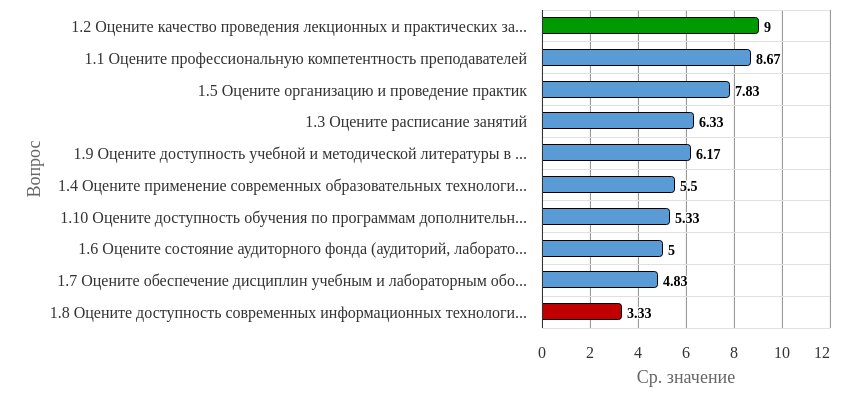 1.2 Оцените качество проведения лекционных и практических за... 9
1.1 Оцените профессиональную компетентность преподавателей 8.67
1.5 Оцените организацию и проведение практик 7.83
1.3 Оцените расписание занятий 6.33
1.9 Оцените доступность учебной и методической литературы в ... 6.17
1.4 Оцените применение современных образовательных технологи... 5.5
1.10 Оцените доступность обучения по программам дополнительн... 5.33
1.6 Оцените состояние аудиторного фонда (аудиторий, лаборато... 5
1.7 Оцените обеспечение дисциплин учебным и лабораторным обо... 4.83
1.8 Оцените доступность современных информационных технологи... 3.33
Вопрос
0 2 4 6 8 10 12
Ср. значение